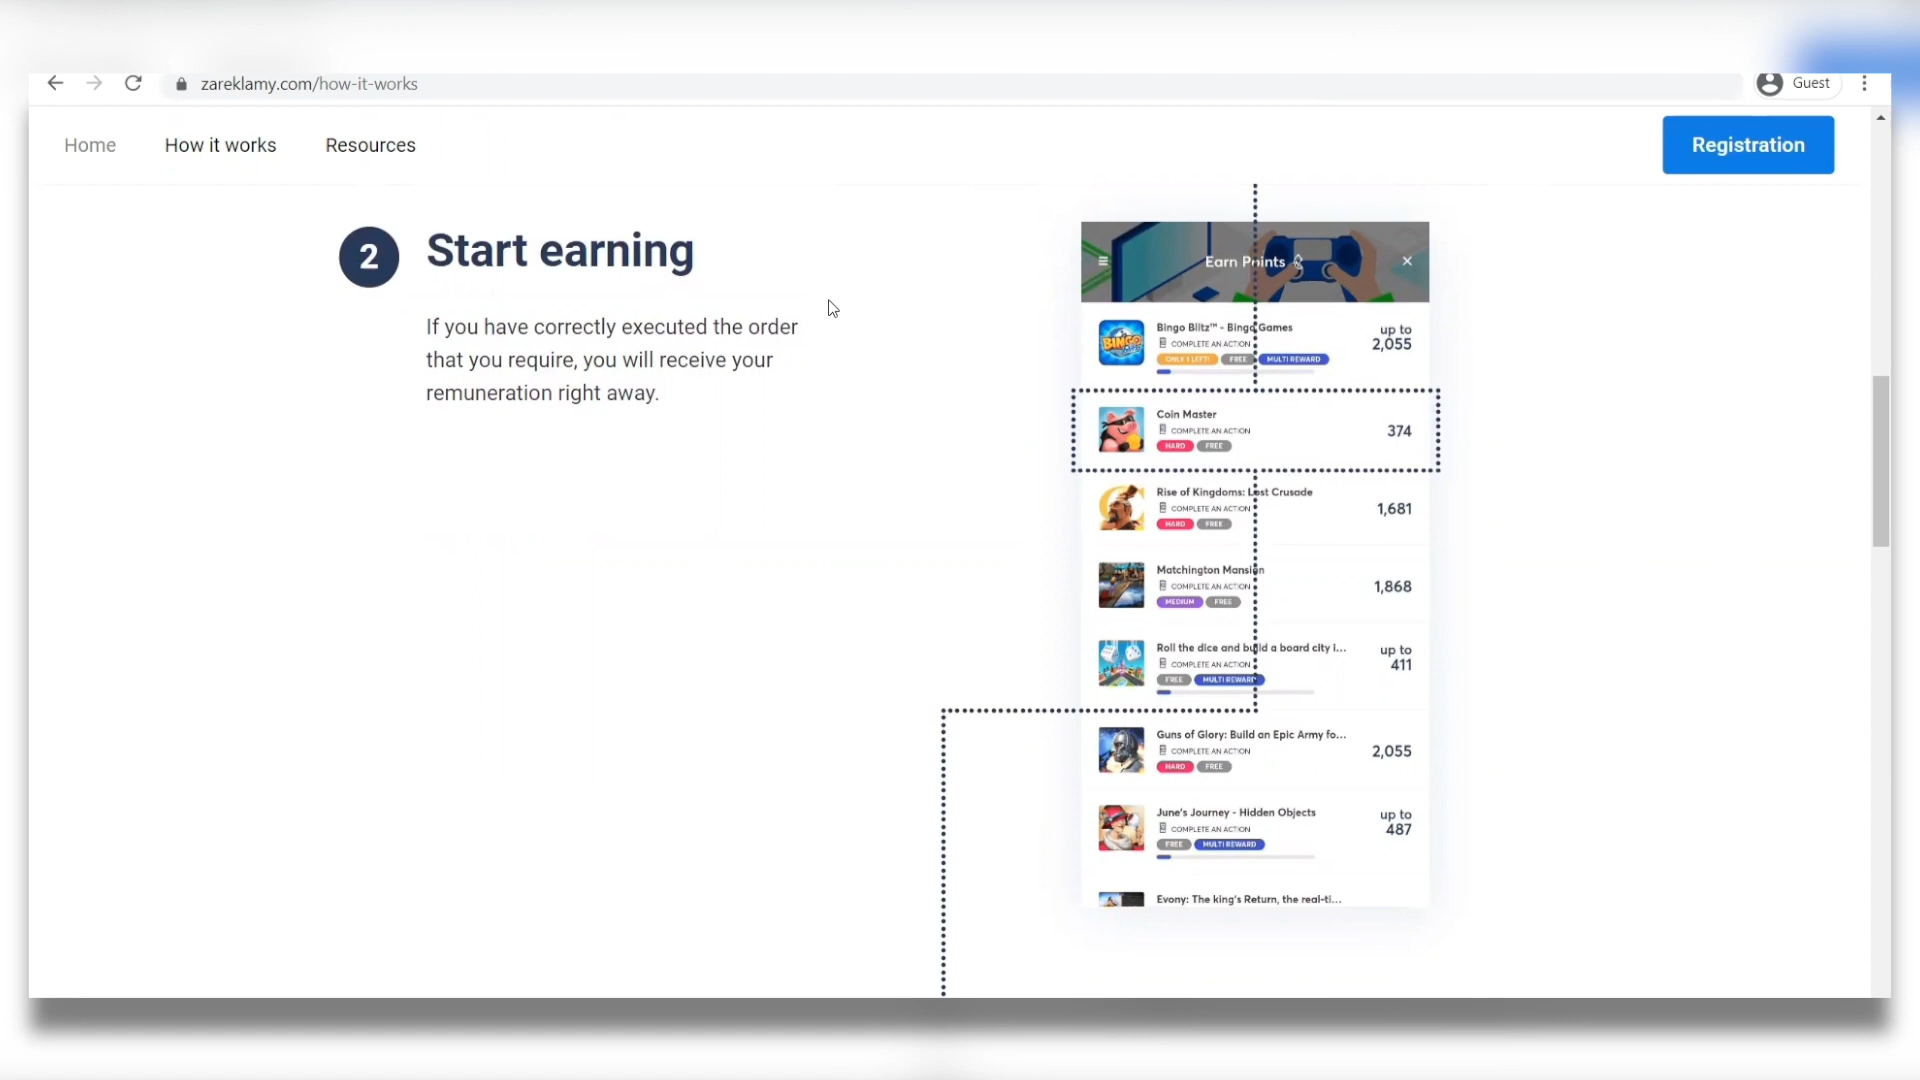 zareklamy.com/how-it-works
Guest
Home
How it works
Resources
Registration
2
Start earning
If you have correctly executed the order
that you require, you will receive your
remuneration right away.
Earn Points
Bingo Blitz™ - Bingo Games
COMPLETE AN ACTION
ONLY 1 LEFT! FREE MULTI REWARD
up to
2,055
BINGO
Coin Master
COMPLETE AN ACTION
HARD FREE
374
Rise of Kingdoms: Lost Crusade
COMPLETE AN ACTION
HARD FREE
1,681
Matchington Mansion
COMPLETE AN ACTION
MEDIUM FREE
1,868
Roll the dice and build a board city i...
COMPLETE AN ACTION
FREE MULTI REWARD
up to
411
Guns of Glory: Build an Epic Army fo...
COMPLETE AN ACTION
HARD FREE
2,055
June's Journey - Hidden Objects
COMPLETE AN ACTION
FREE MULTI REWARD
up to
487
Evony: The king's Return, the real-ti...